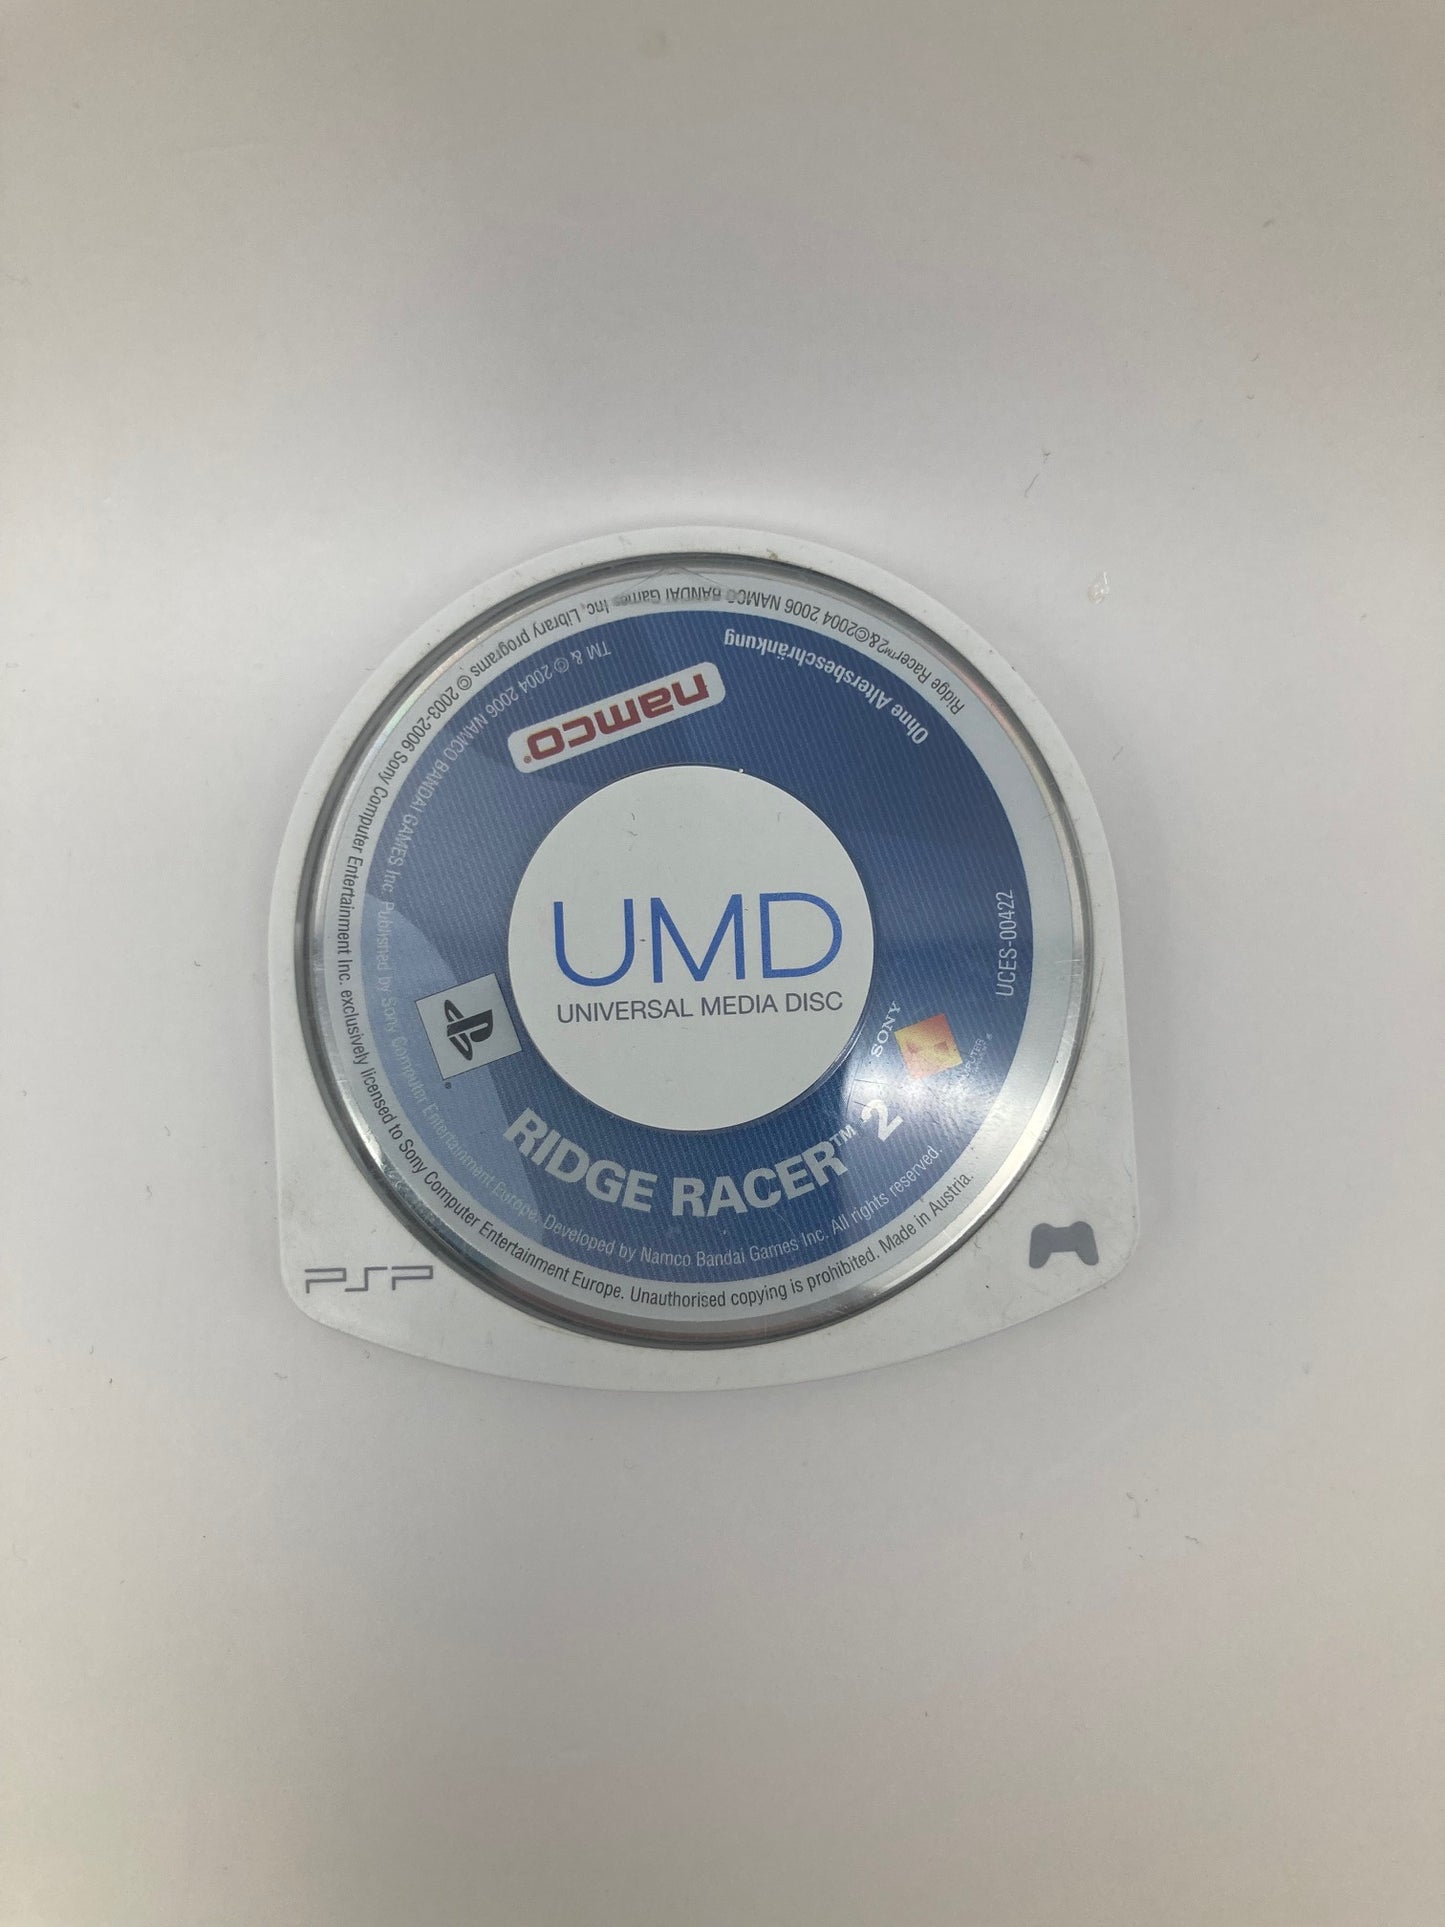 Ridge Racer™2&©2004 2006 NAMCO BANDAI Games Inc, Library programs © 2003-2006 Sony Computer Entertainment Inc. exclusively licensed to Sony Computer Entertainment Europe. Unauthorised copying is prohibited. Made in Austria.
TM & © 2004 2006 NAMCO BANDAI GAMES Inc. Published by Sony Computer Entertainment Europe. Developed by Namco Bandai Games Inc. All rights reserved.
Ohne Altersbeschränkung
namco®
UMD
UNIVERSAL MEDIA DISC
UCES-00422
SONY
COMPUTER
RIDGE RACER™ 2
PSP